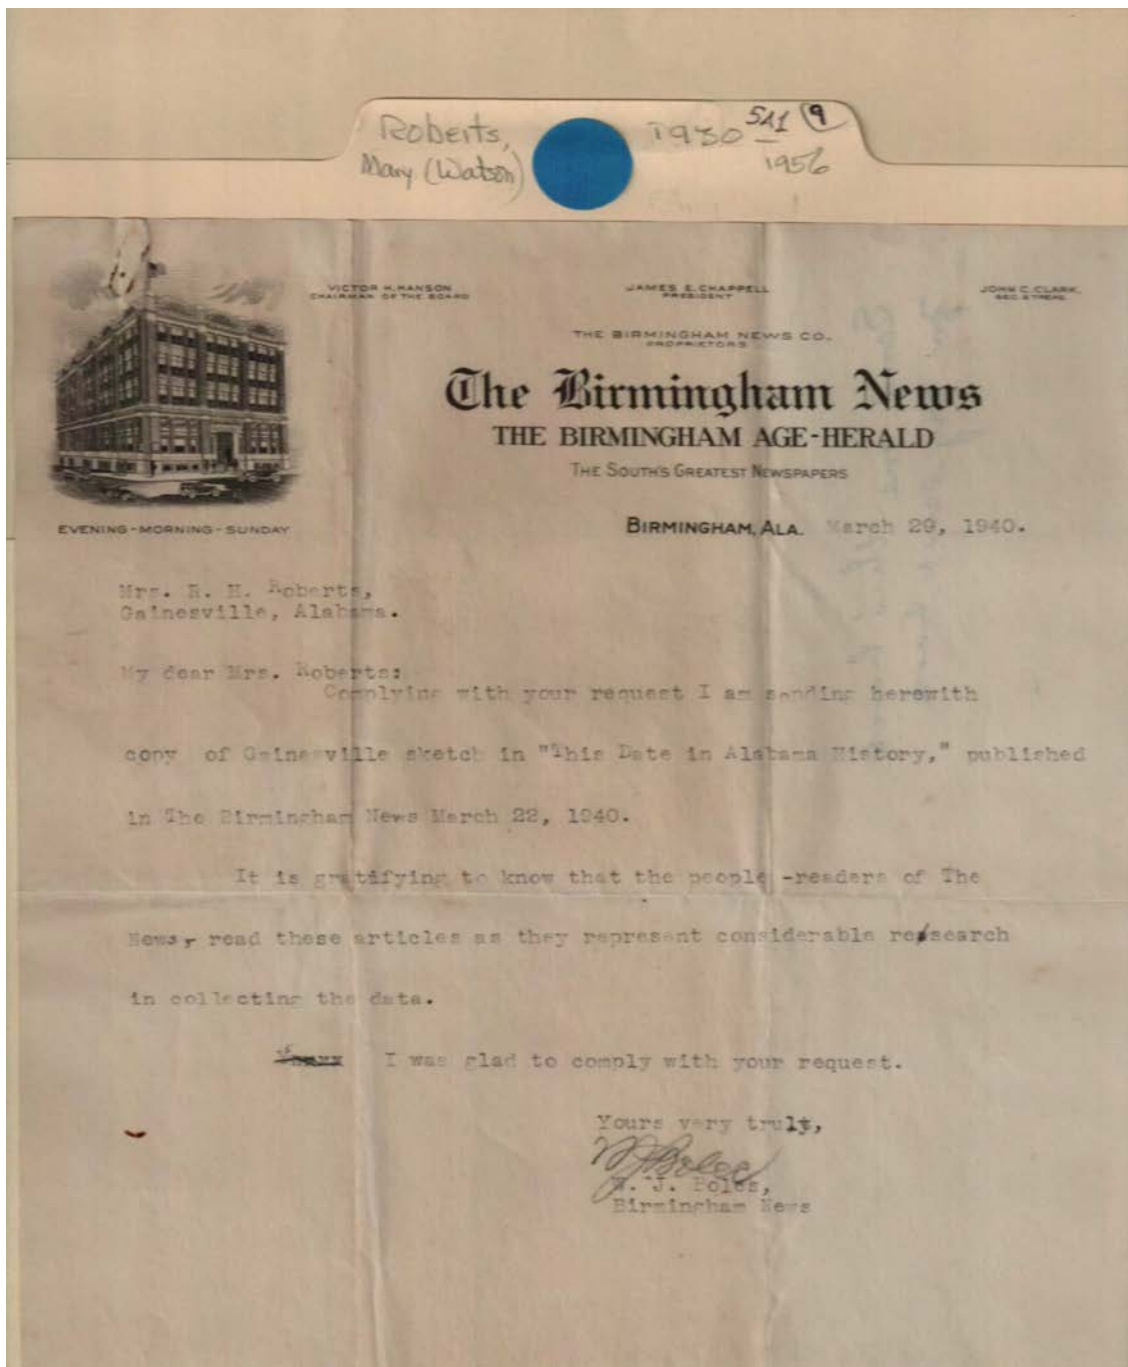 Roberts,
Mary (Watson)
1930 — 1956
5A1 9
VICTOR H. HANSON
CHAIRMAN OF THE BOARD
JAMES E. CHAPPELL
PRESIDENT
JOHN C. CLARK,
SEC. & TREAS.
THE BIRMINGHAM NEWS CO.
PROPRIETORS
The Birmingham News
THE BIRMINGHAM AGE-HERALD
THE SOUTH'S GREATEST NEWSPAPERS
EVENING-MORNING-SUNDAY
BIRMINGHAM, ALA. March 29, 1940.
Mrs. R. H. Roberts,
Gainesville, Alabama.
My dear Mrs. Roberts:
Complying with your request I am sending herewith
copy of Gainesville sketch in "This Date in Alabama History," published
in The Birmingham News March 22, 1940.
It is gratifying to know that the people -readers of The
News, read these articles as they represent considerable re/search
in collecting the data.
I was glad to comply with your request.
Yours very truly,
W J Boles
W. J. Boles,
Birmingham News